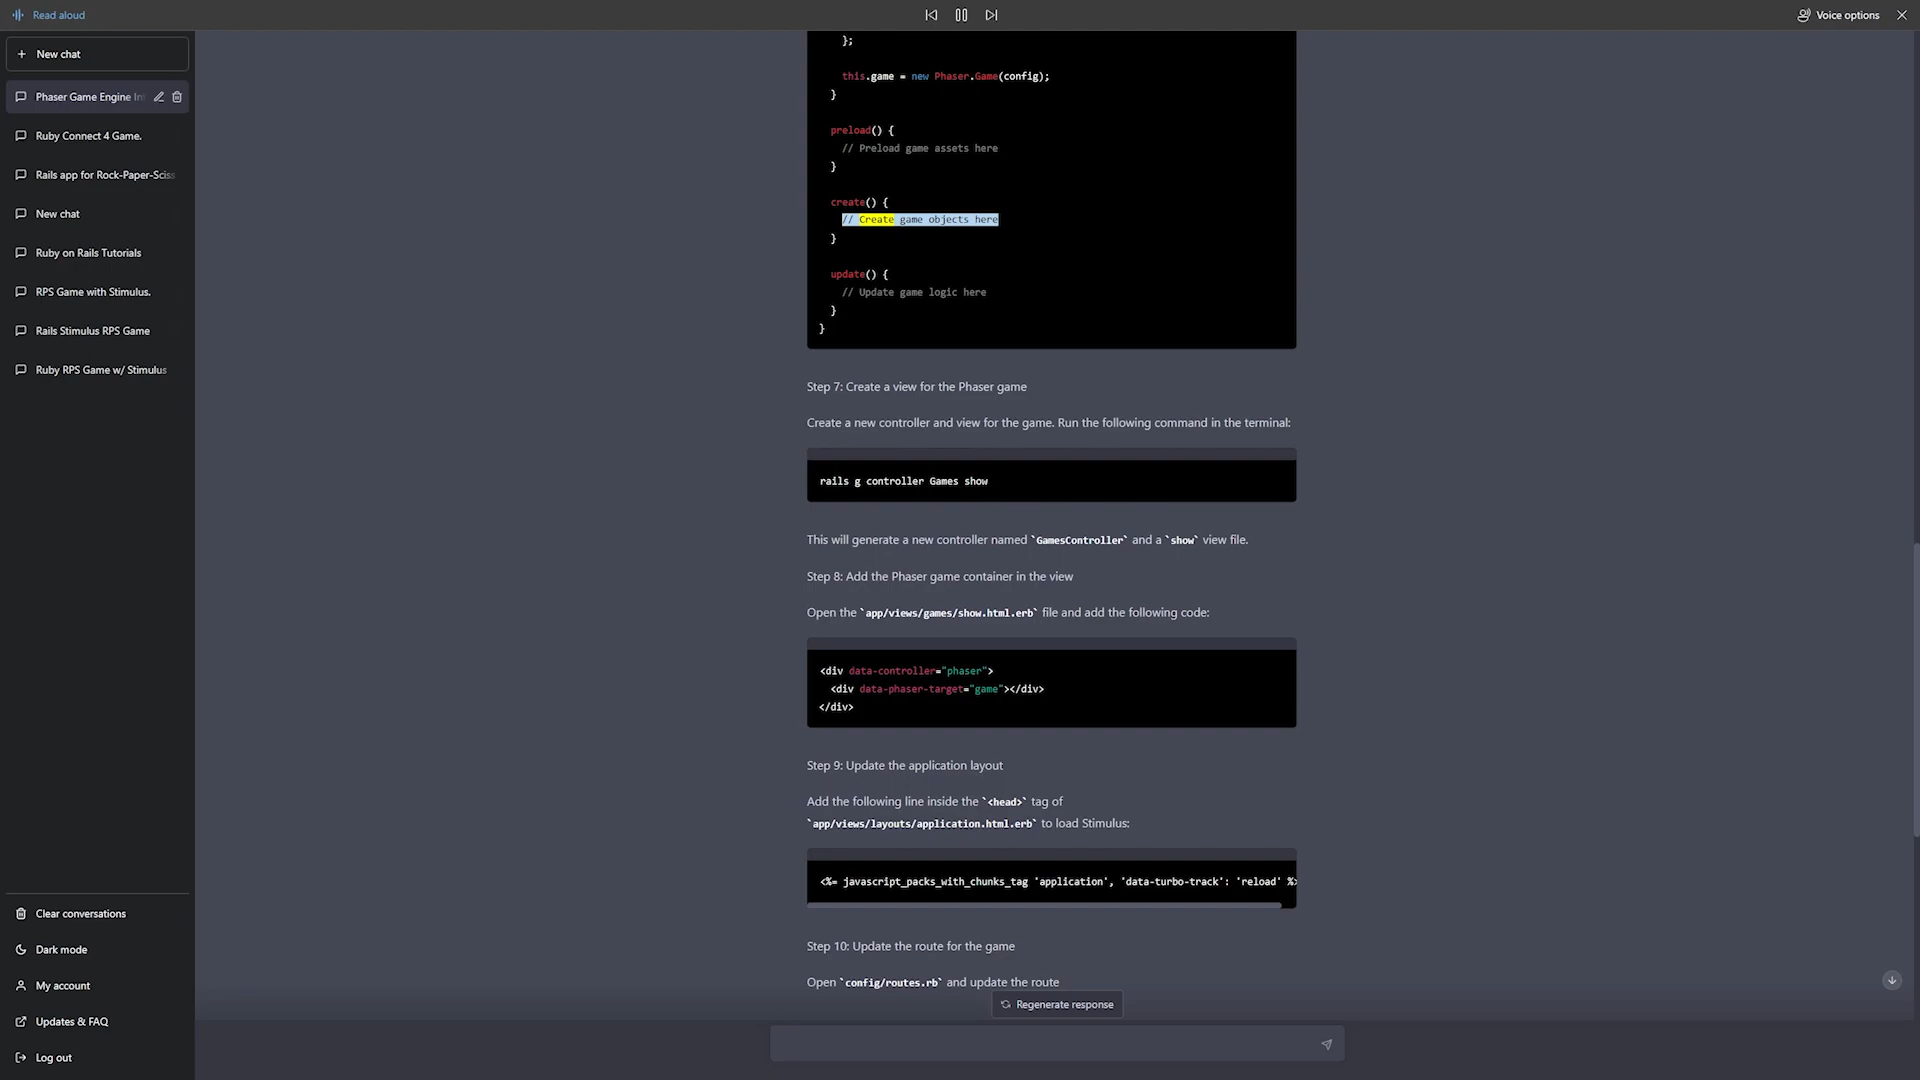 Read aloud
Voice options
New chat
Phaser Game Engine In
Ruby Connect 4 Game.
Rails app for Rock-Paper-Sciss
New chat
Ruby on Rails Tutorials
RPS Game with Stimulus.
Rails Stimulus RPS Game
Ruby RPS Game w/ Stimulus
Clear conversations
Dark mode
My account
Updates & FAQ
Log out
};
this.game = new Phaser.Game(config);
}
preload() {
// Preload game assets here
}
create() {
// Create game objects here
}
update() {
// Update game logic here
}
}
Step 7: Create a view for the Phaser game
Create a new controller and view for the game. Run the following command in the terminal:
rails g controller Games show
This will generate a new controller named `GamesController` and a `show` view file.
Step 8: Add the Phaser game container in the view
Open the `app/views/games/show.html.erb` file and add the following code:
<div data-controller="phaser">
<div data-phaser-target="game"></div>
</div>
Step 9: Update the application layout
Add the following line inside the `<head>` tag of
`app/views/layouts/application.html.erb` to load Stimulus:
<%= javascript_packs_with_chunks_tag 'application', 'data-turbo-track': 'reload' %>
Step 10: Update the route for the game
Open `config/routes.rb` and update the route
Regenerate response